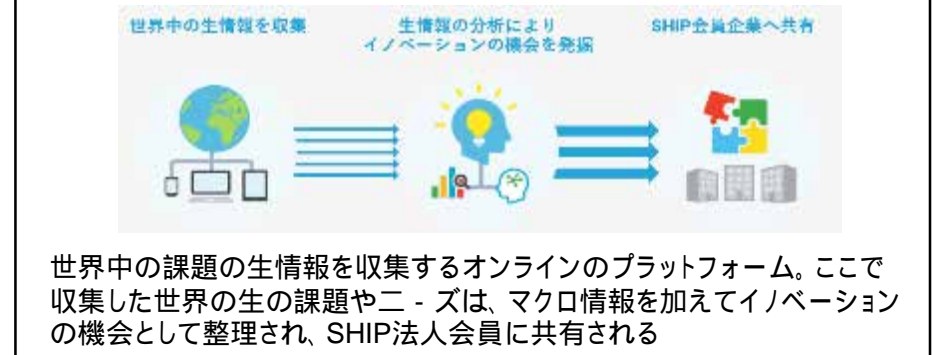 世界中の生情報を収集
生情報の分析により
イノベーションの機会を発掘
SHIP会員企業へ共有
世界中の課題の生情報を収集するオンラインのプラットフォーム。ここで
収集した世界の生の課題や二 - ズは、マクロ情報を加えてイノベーション
の機会として整理され、SHIP法人会員に共有される